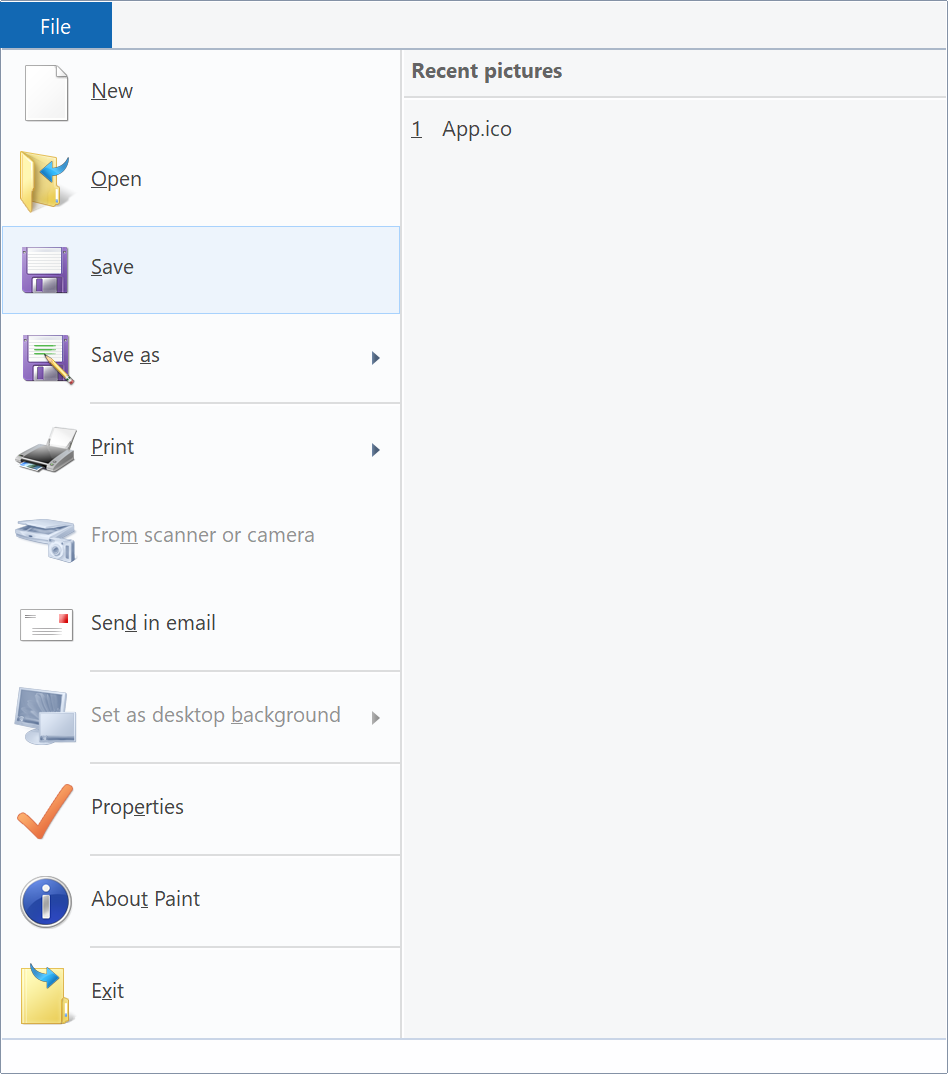 File
New
Open
Save
Save as
Print
From scanner or camera
Send in email
Set as desktop background
Properties
About Paint
Exit
Recent pictures
1 App.ico